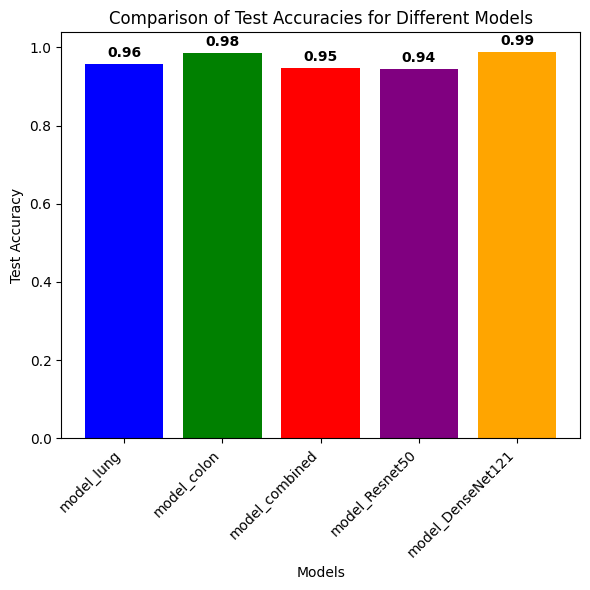 Comparison of Test Accuracies for Different Models
1.0
0.8
0.6
0.4
0.2
0.0
Test Accuracy
0.96
0.98
0.95
0.94
0.99
model_lung
model_colon
model_combined
model_Resnet50
model_DenseNet121
Models